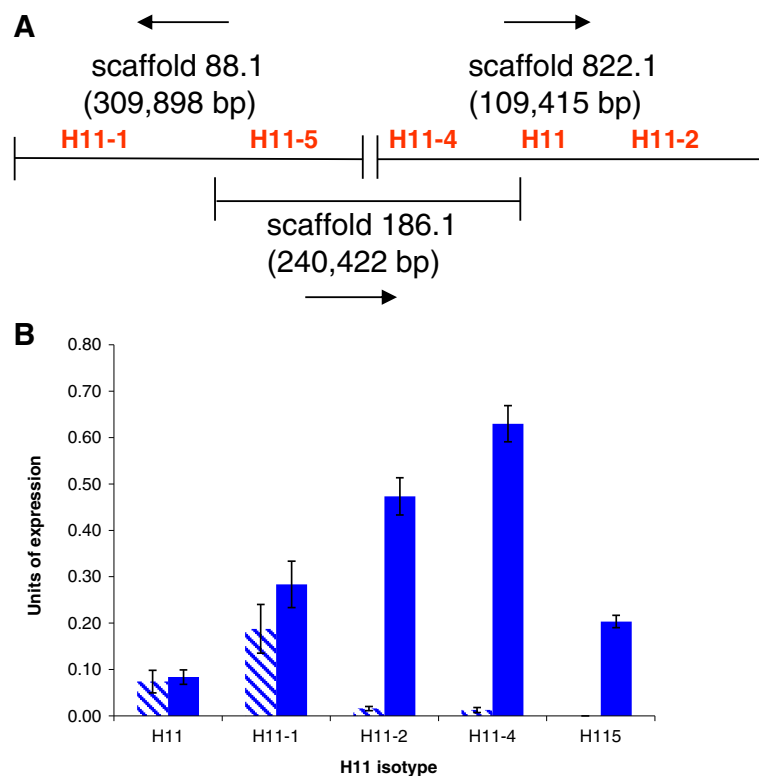 A
scaffold 88.1
(309,898 bp)
scaffold 822.1
(109,415 bp)
H11-1 H11-5 H11-4 H11 H11-2
scaffold 186.1
(240,422 bp)
B
0.80
0.70
0.60
0.50
0.40
0.30
0.20
0.10
0.00
Units of expression
H11 H11-1 H11-2 H11-4 H115
H11 isotype